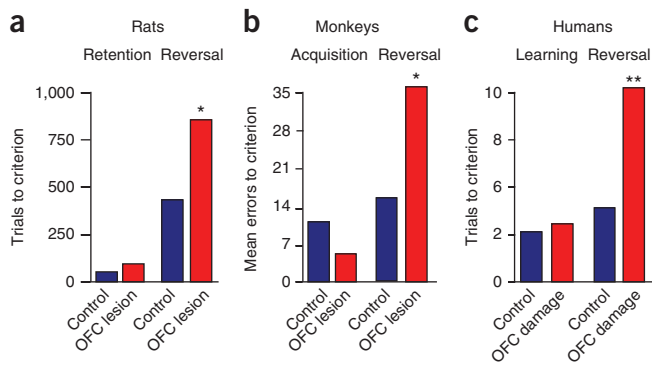 a
Rats
Retention Reversal
Trials to criterion
1,000
750
500
250
0
*
Control
OFC lesion
Control
OFC lesion
b
Monkeys
Acquisition Reversal
Mean errors to criterion
35
28
21
14
7
0
*
Control
OFC lesion
Control
OFC lesion
c
Humans
Learning Reversal
Trials to criterion
10
8
6
2
0
**
Control
OFC damage
Control
OFC damage